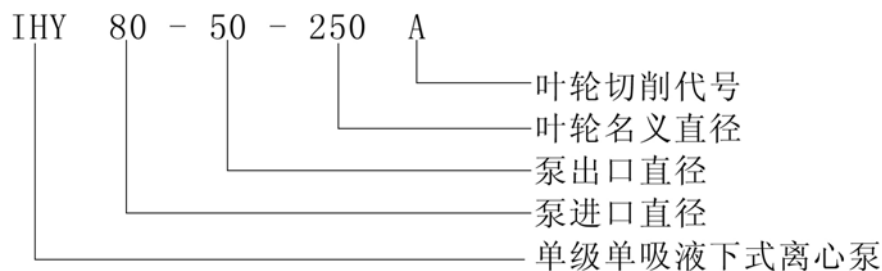 IHY 80 - 50 - 250 A
叶轮切削代号
叶轮名义直径
泵出口直径
泵进口直径
单级单吸液下式离心泵